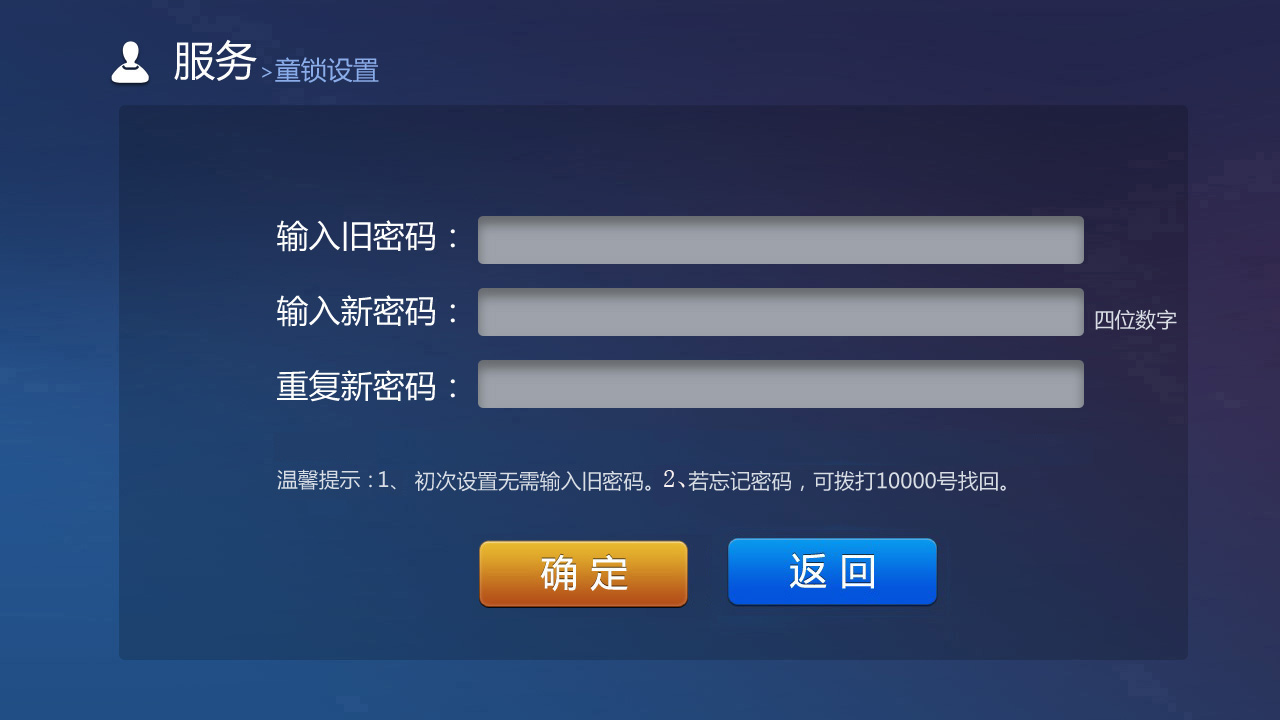 服务 >童锁设置
输入旧密码：
输入新密码： 四位数字
重复新密码：
温馨提示：1、 初次设置无需输入旧密码。2、若忘记密码，可拨打10000号找回。
确 定 返 回